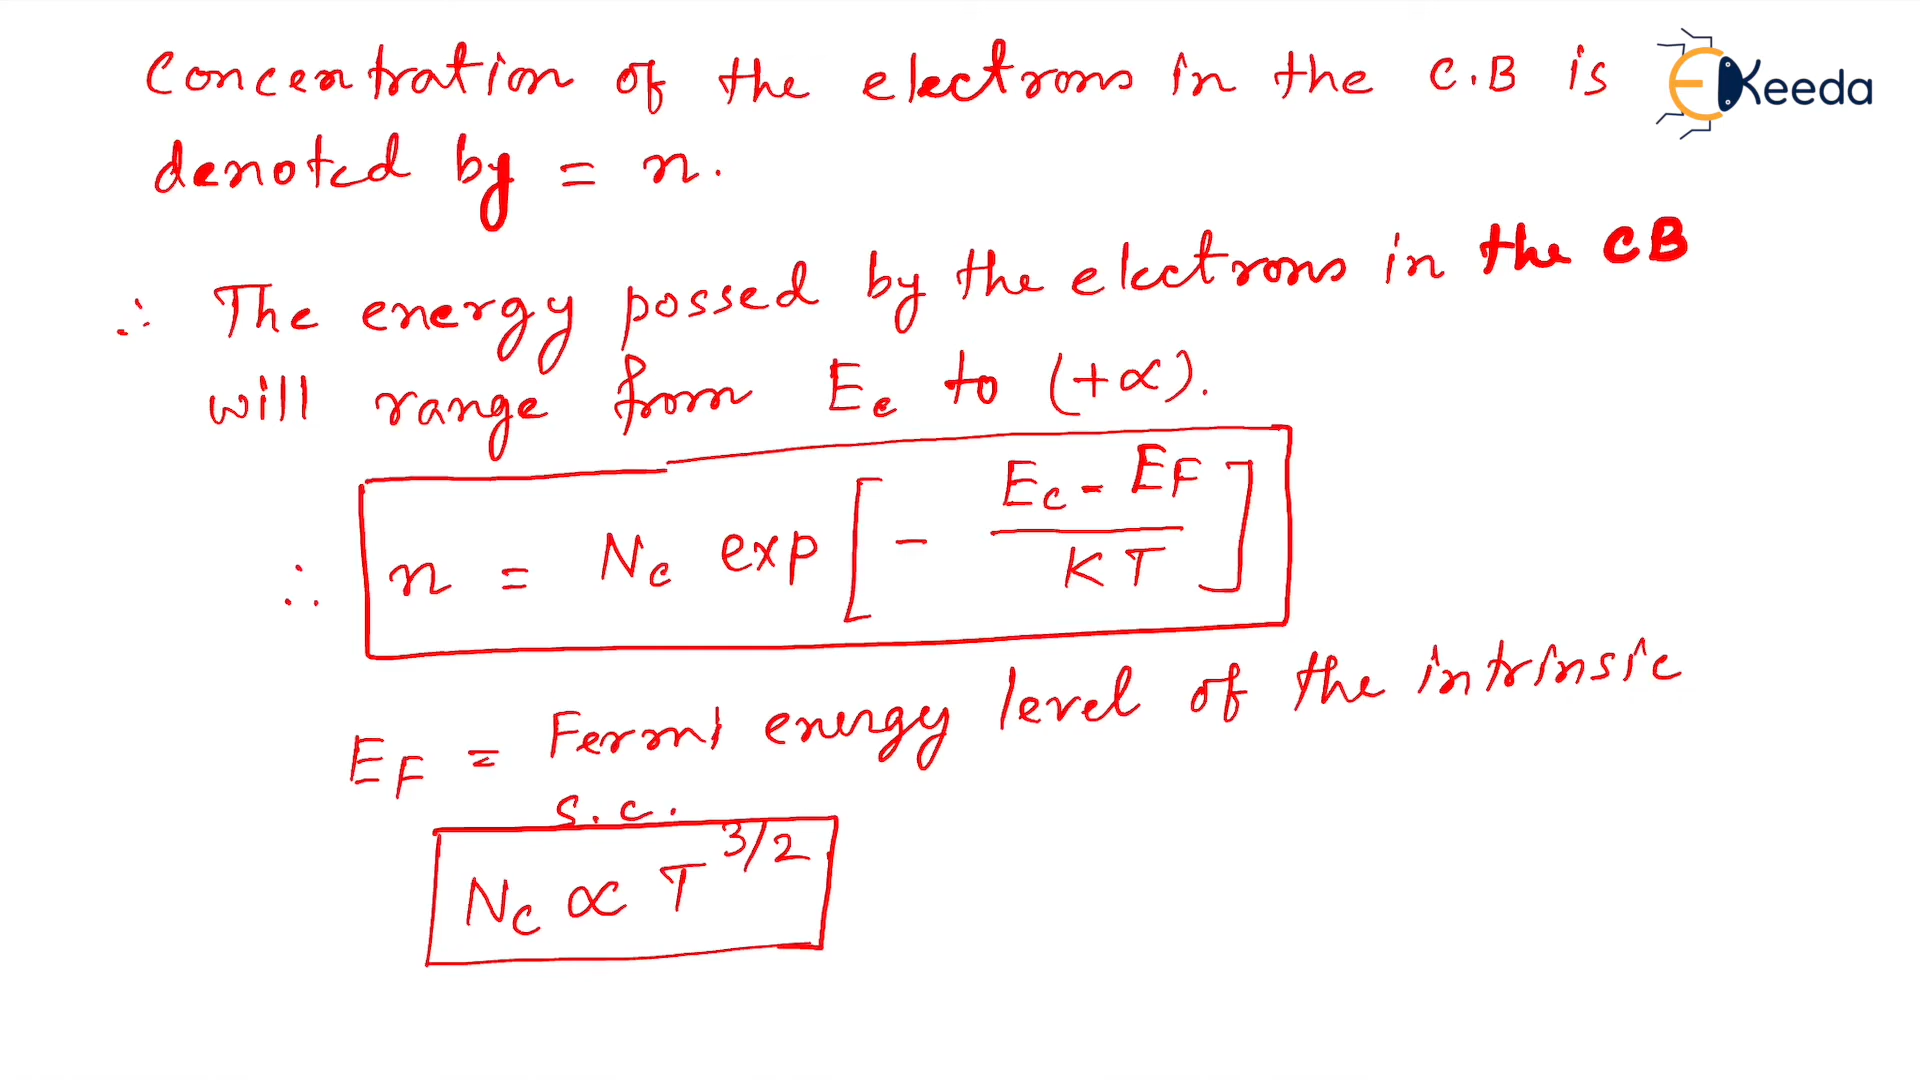 Concentration of the electrons in the C.B is
EKeeda
denoted by = n.
∴ The energy possed by the electrons in the CB
will range from Ec to (+∝).
∴ n = Nc exp [ - Ec - EF / KT ]
EF = Fermi energy level of the intrinsic
s.c.
Nc ∝ T^3/2